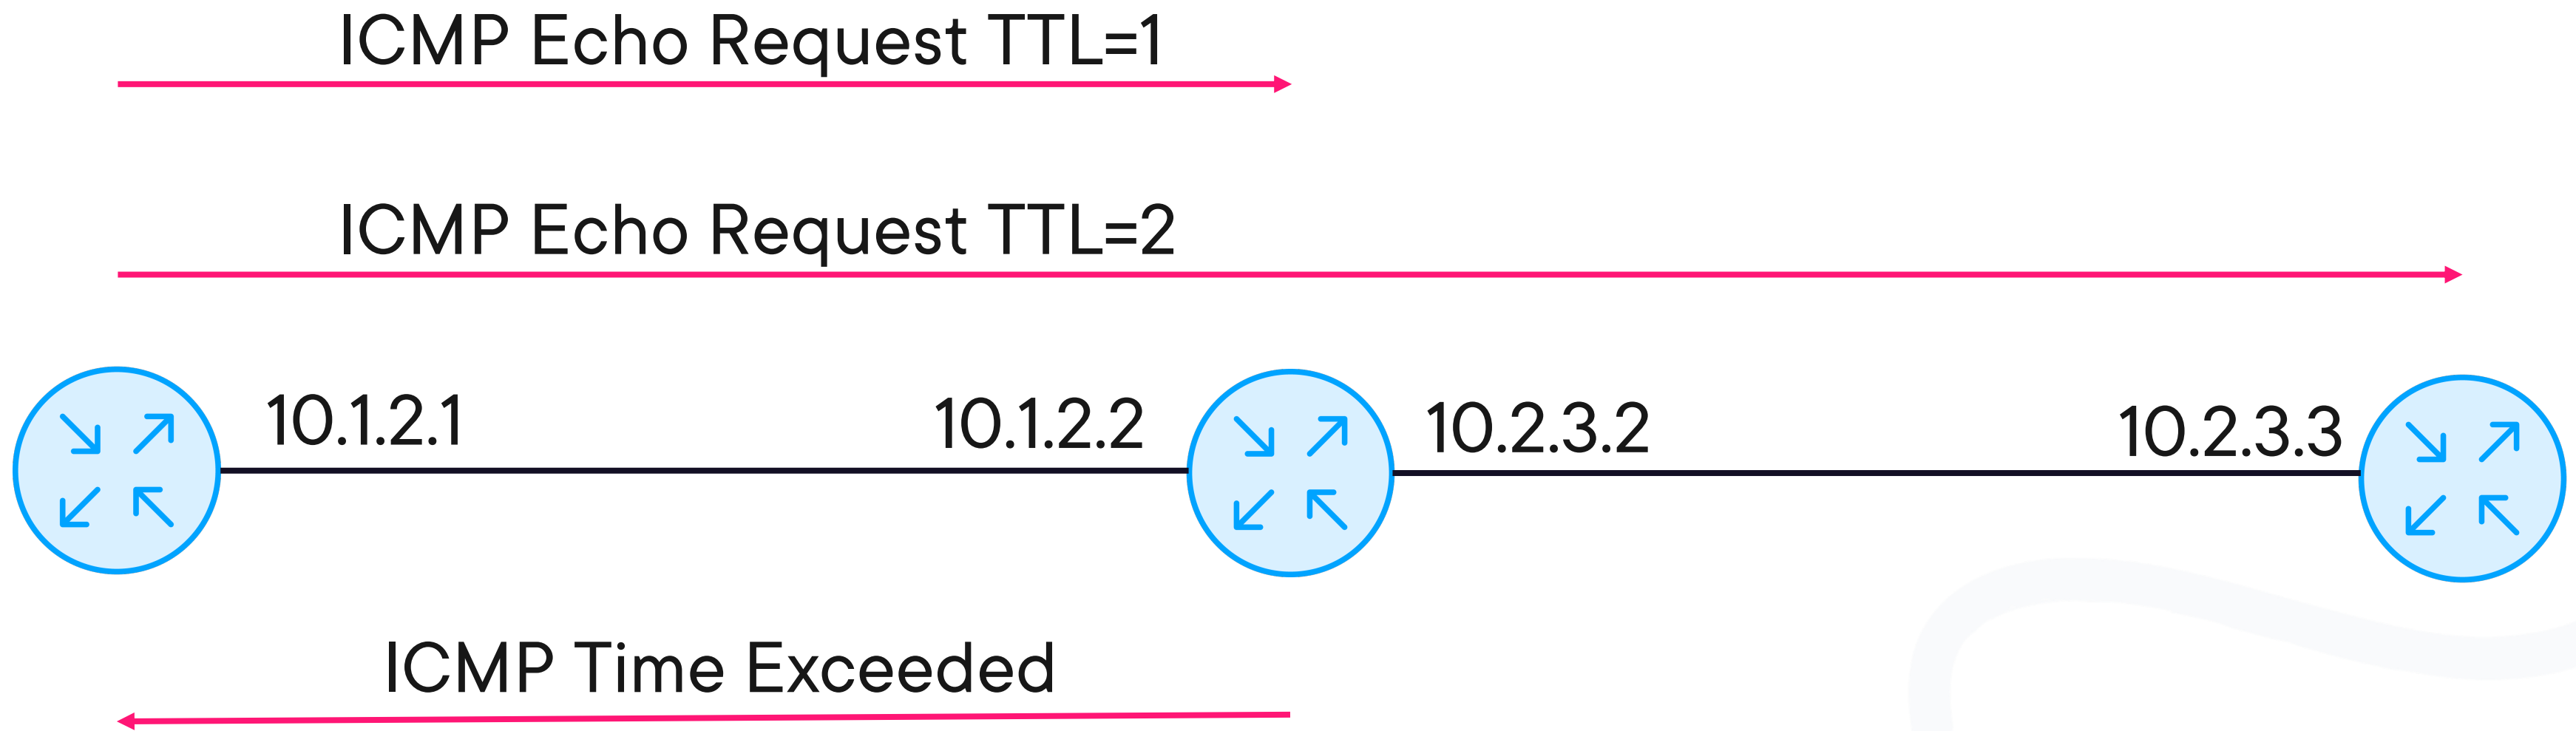 ICMP Echo Request TTL=1
ICMP Echo Request TTL=2
10.1.2.1
10.1.2.2
10.2.3.2
10.2.3.3
ICMP Time Exceeded